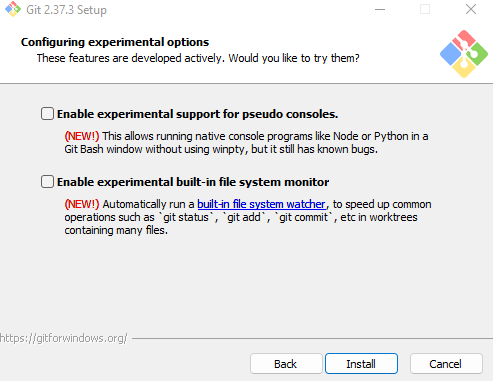 Git 2.37.3 Setup
Configuring experimental options
These features are developed actively. Would you like to try them?
Enable experimental support for pseudo consoles.
(NEW!) This allows running native console programs like Node or Python in a
Git Bash window without using winpty, but it still has known bugs.
Enable experimental built-in file system monitor
(NEW!) Automatically run a built-in file system watcher, to speed up common
operations such as `git status`, `git add`, `git commit`, etc in worktrees
containing many files.
https://gitforwindows.org/
Back
Install
Cancel